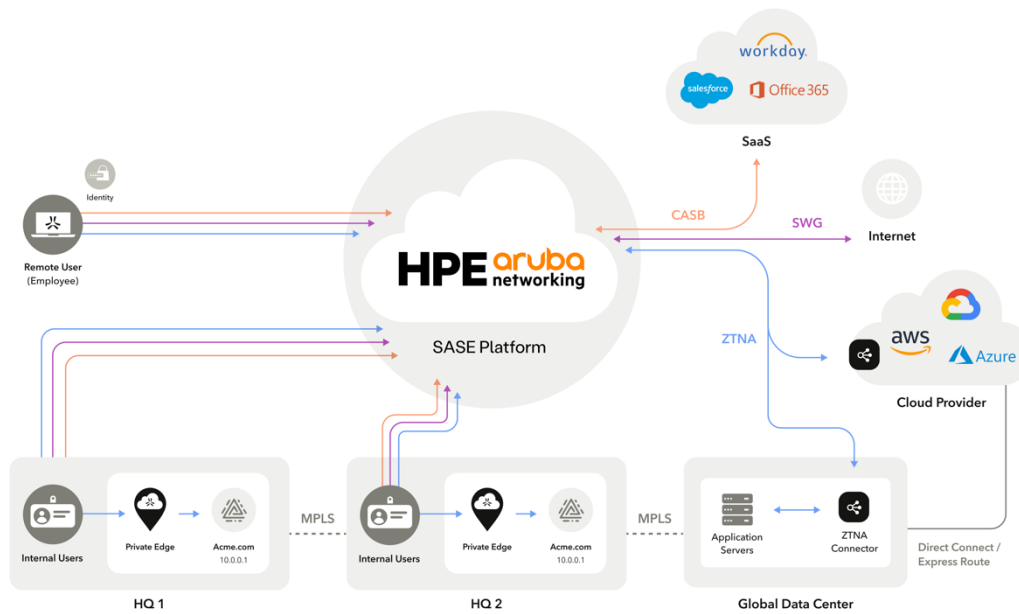 workday.
salesforce
Office 365
SaaS
Identity
Remote User
(Employee)
HPE aruba
networking
SASE Platform
CASB
SWG
Internet
ZTNA
aws
Azure
Cloud Provider
Internal Users
Private Edge
Acme.com
10.0.0.1
MPLS
Internal Users
Private Edge
Acme.com
10.0.0.1
MPLS
Application
Servers
ZTNA
Connector
Direct Connect /
Express Route
HQ 1
HQ 2
Global Data Center